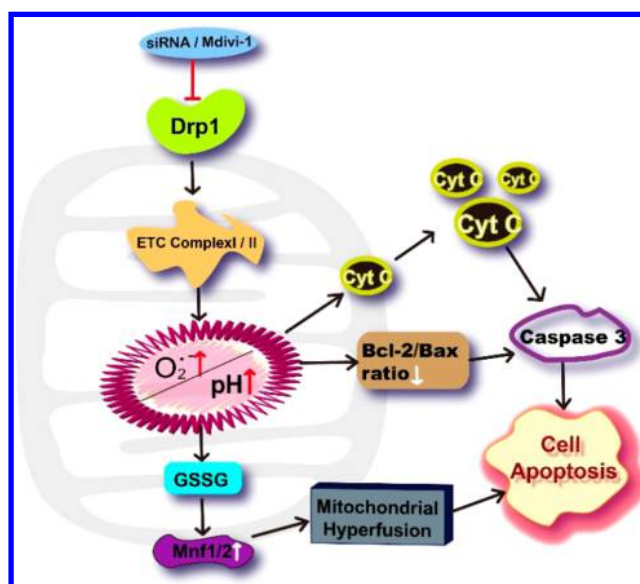 siRNA / Mdivi-1
Drp1
ETC ComplexI / II
O₂·⁻↑
pH↑
GSSG
Mnf1/2↑
Cyt C
Cyt C
Cyt C
Cyt C
Bcl-2/Bax
ratio↓
Caspase 3
Mitochondrial
Hyperfusion
Cell
Apoptosis